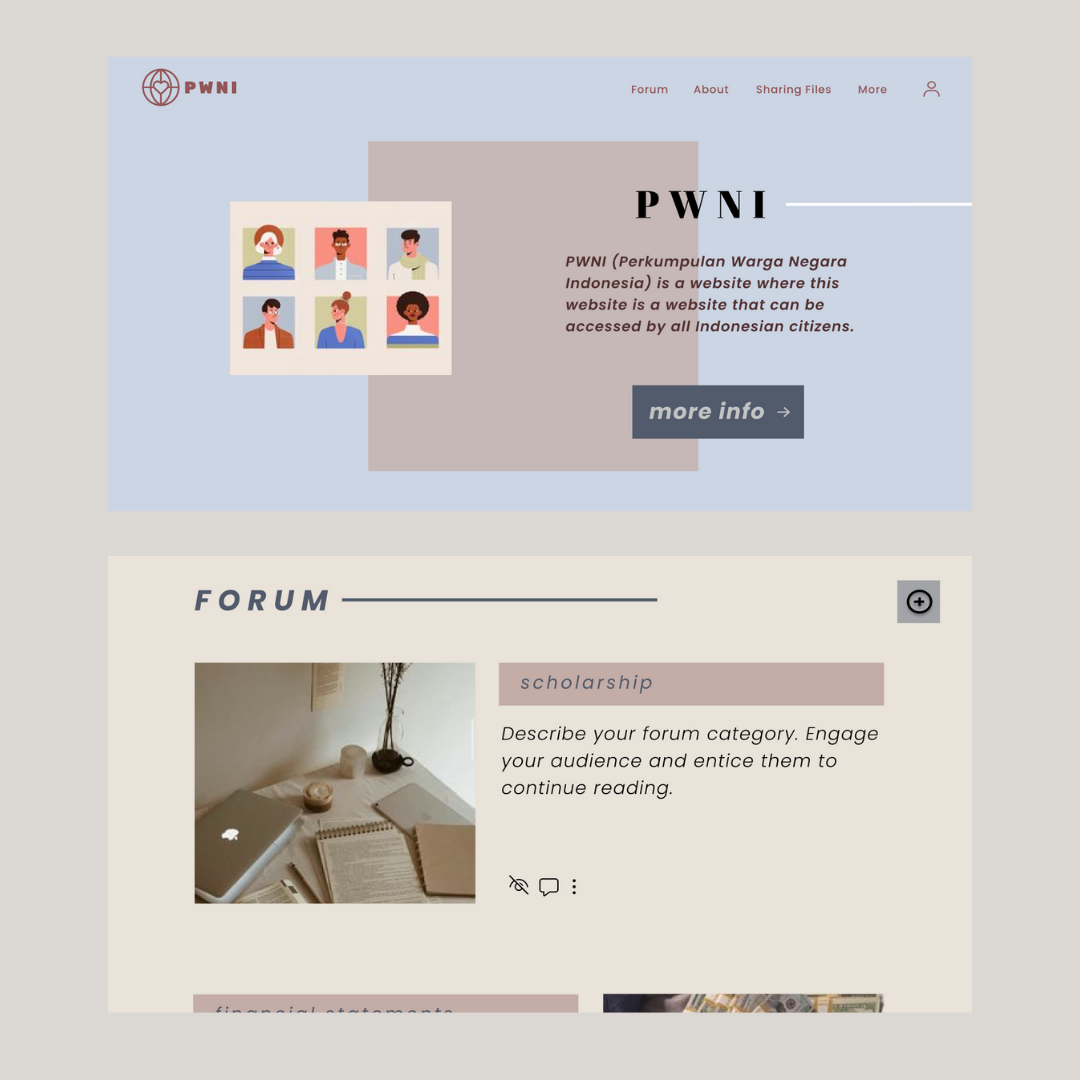 PWNI
Forum About Sharing Files More
PWNI
PWNI (Perkumpulan Warga Negara
Indonesia) is a website where this
website is a website that can be
accessed by all Indonesian citizens.
more info →
FORUM
scholarship
Describe your forum category. Engage
your audience and entice them to
continue reading.
financial statements